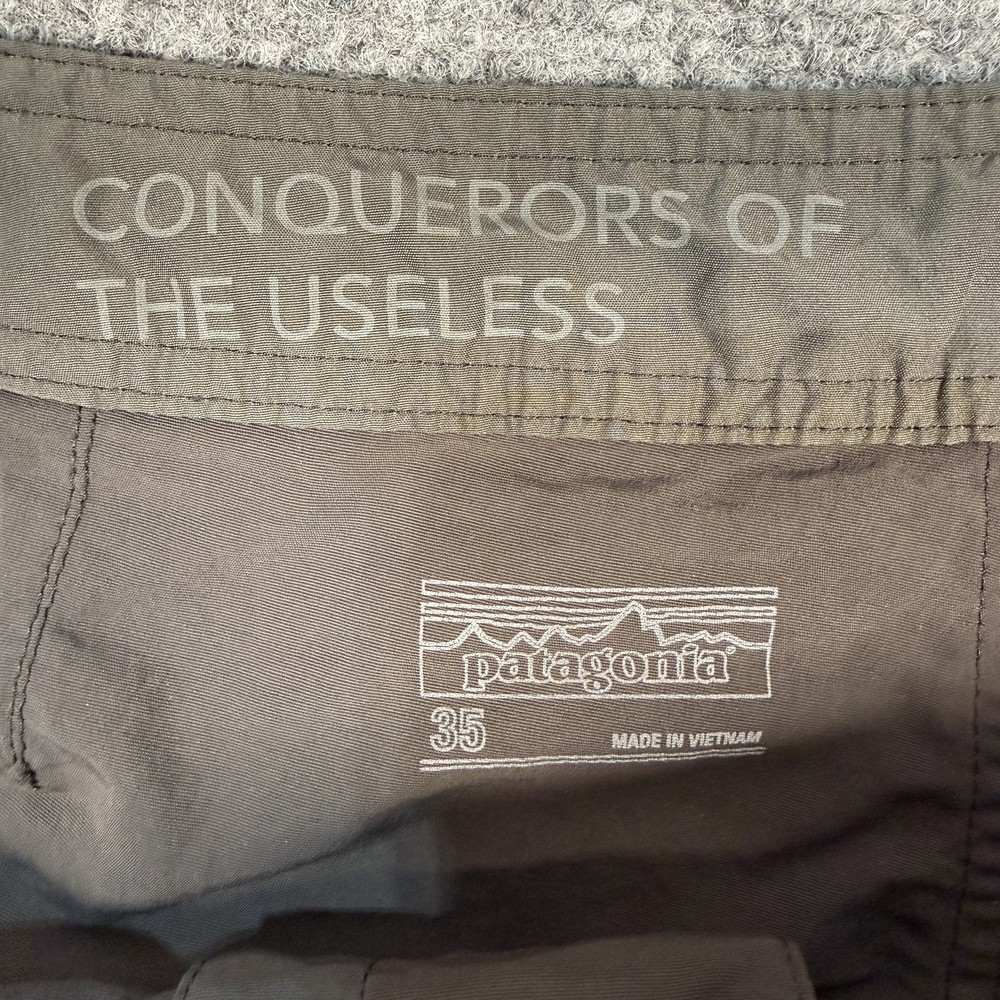 CONQUERORS OF
THE USELESS
patagonia®
35
MADE IN VIETNAM